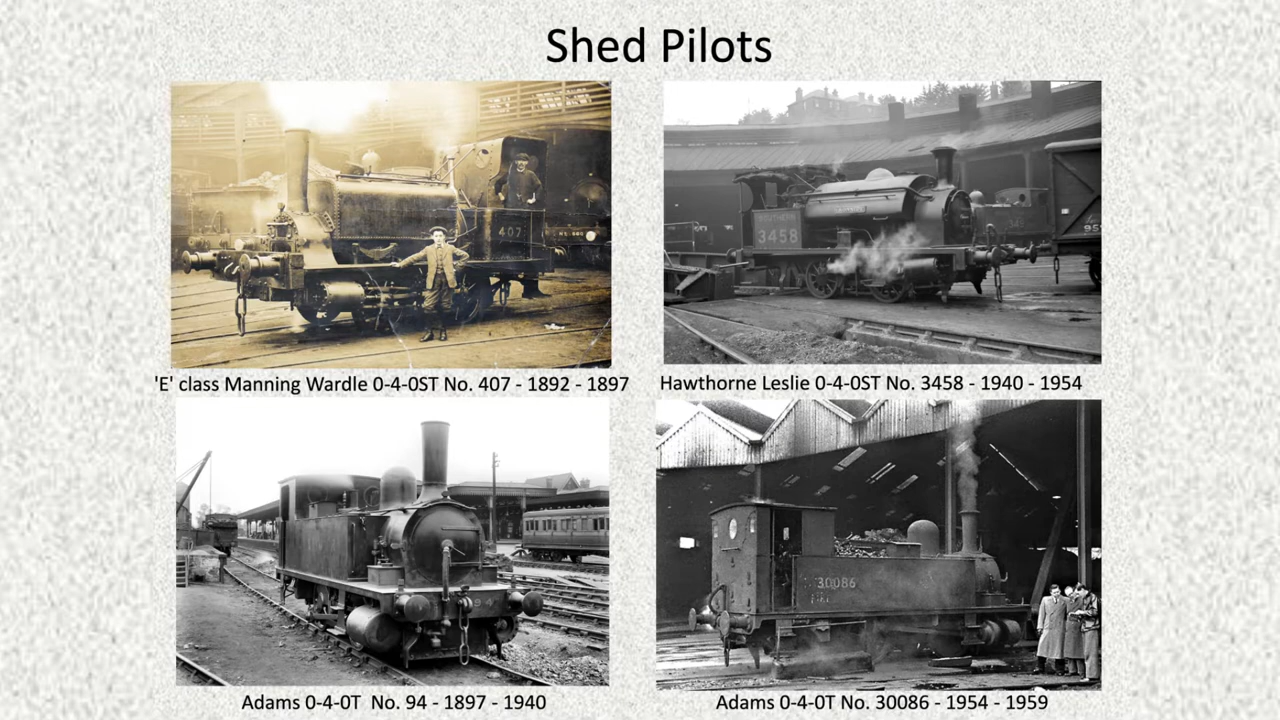 Shed Pilots
407
SOUTHERN
3458
'E' class Manning Wardle 0-4-0ST No. 407 - 1892 - 1897
Hawthorne Leslie 0-4-0ST No. 3458 - 1940 - 1954
94
30086
Adams 0-4-0T  No. 94 - 1897 - 1940
Adams 0-4-0T No. 30086 - 1954 - 1959